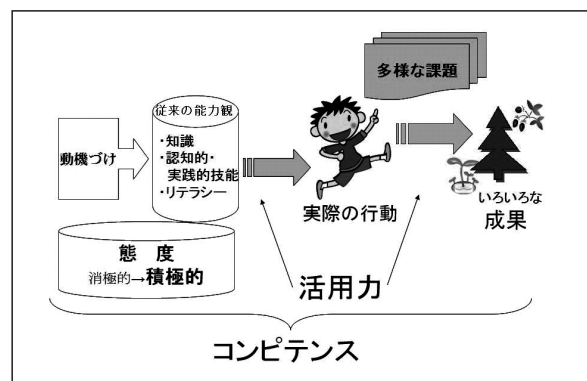 多様な課題
従来の能力観
・知識
・認知的・
実践的技能
・リテラシー
動機づけ
実際の行動
いろいろな
成果
態 度
消極的→積極的
活用力
コンピテンス